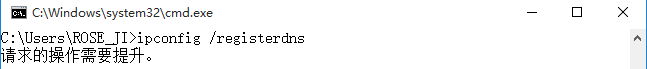 C:\Windows\system32\cmd.exe
C:\Users\ROSE_JI>ipconfig /registerdns
请求的操作需要提升。